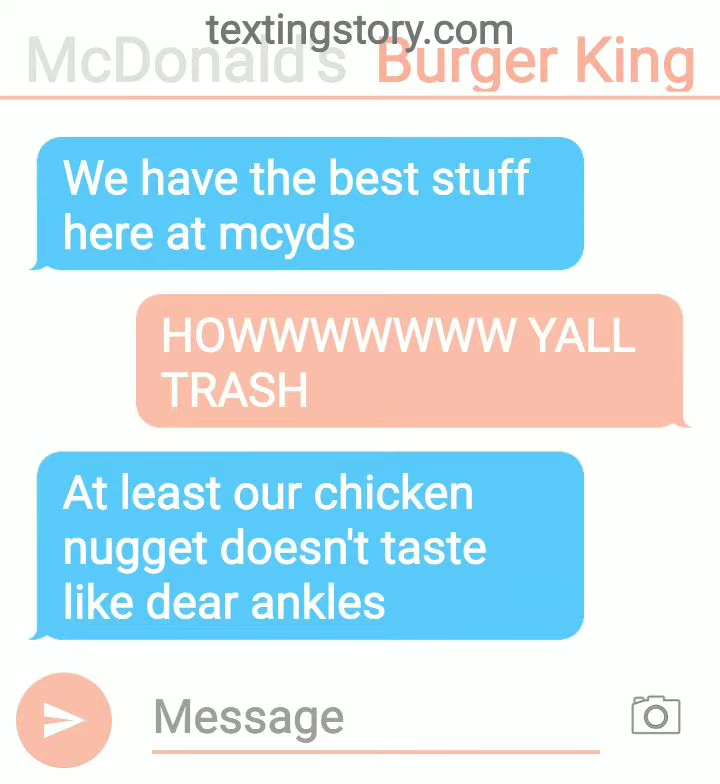 textingstory.com
McDonald's Burger King
We have the best stuff
here at mcyds
HOWWWWWWW YALL
TRASH
At least our chicken
nugget doesn't taste
like dear ankles
Message